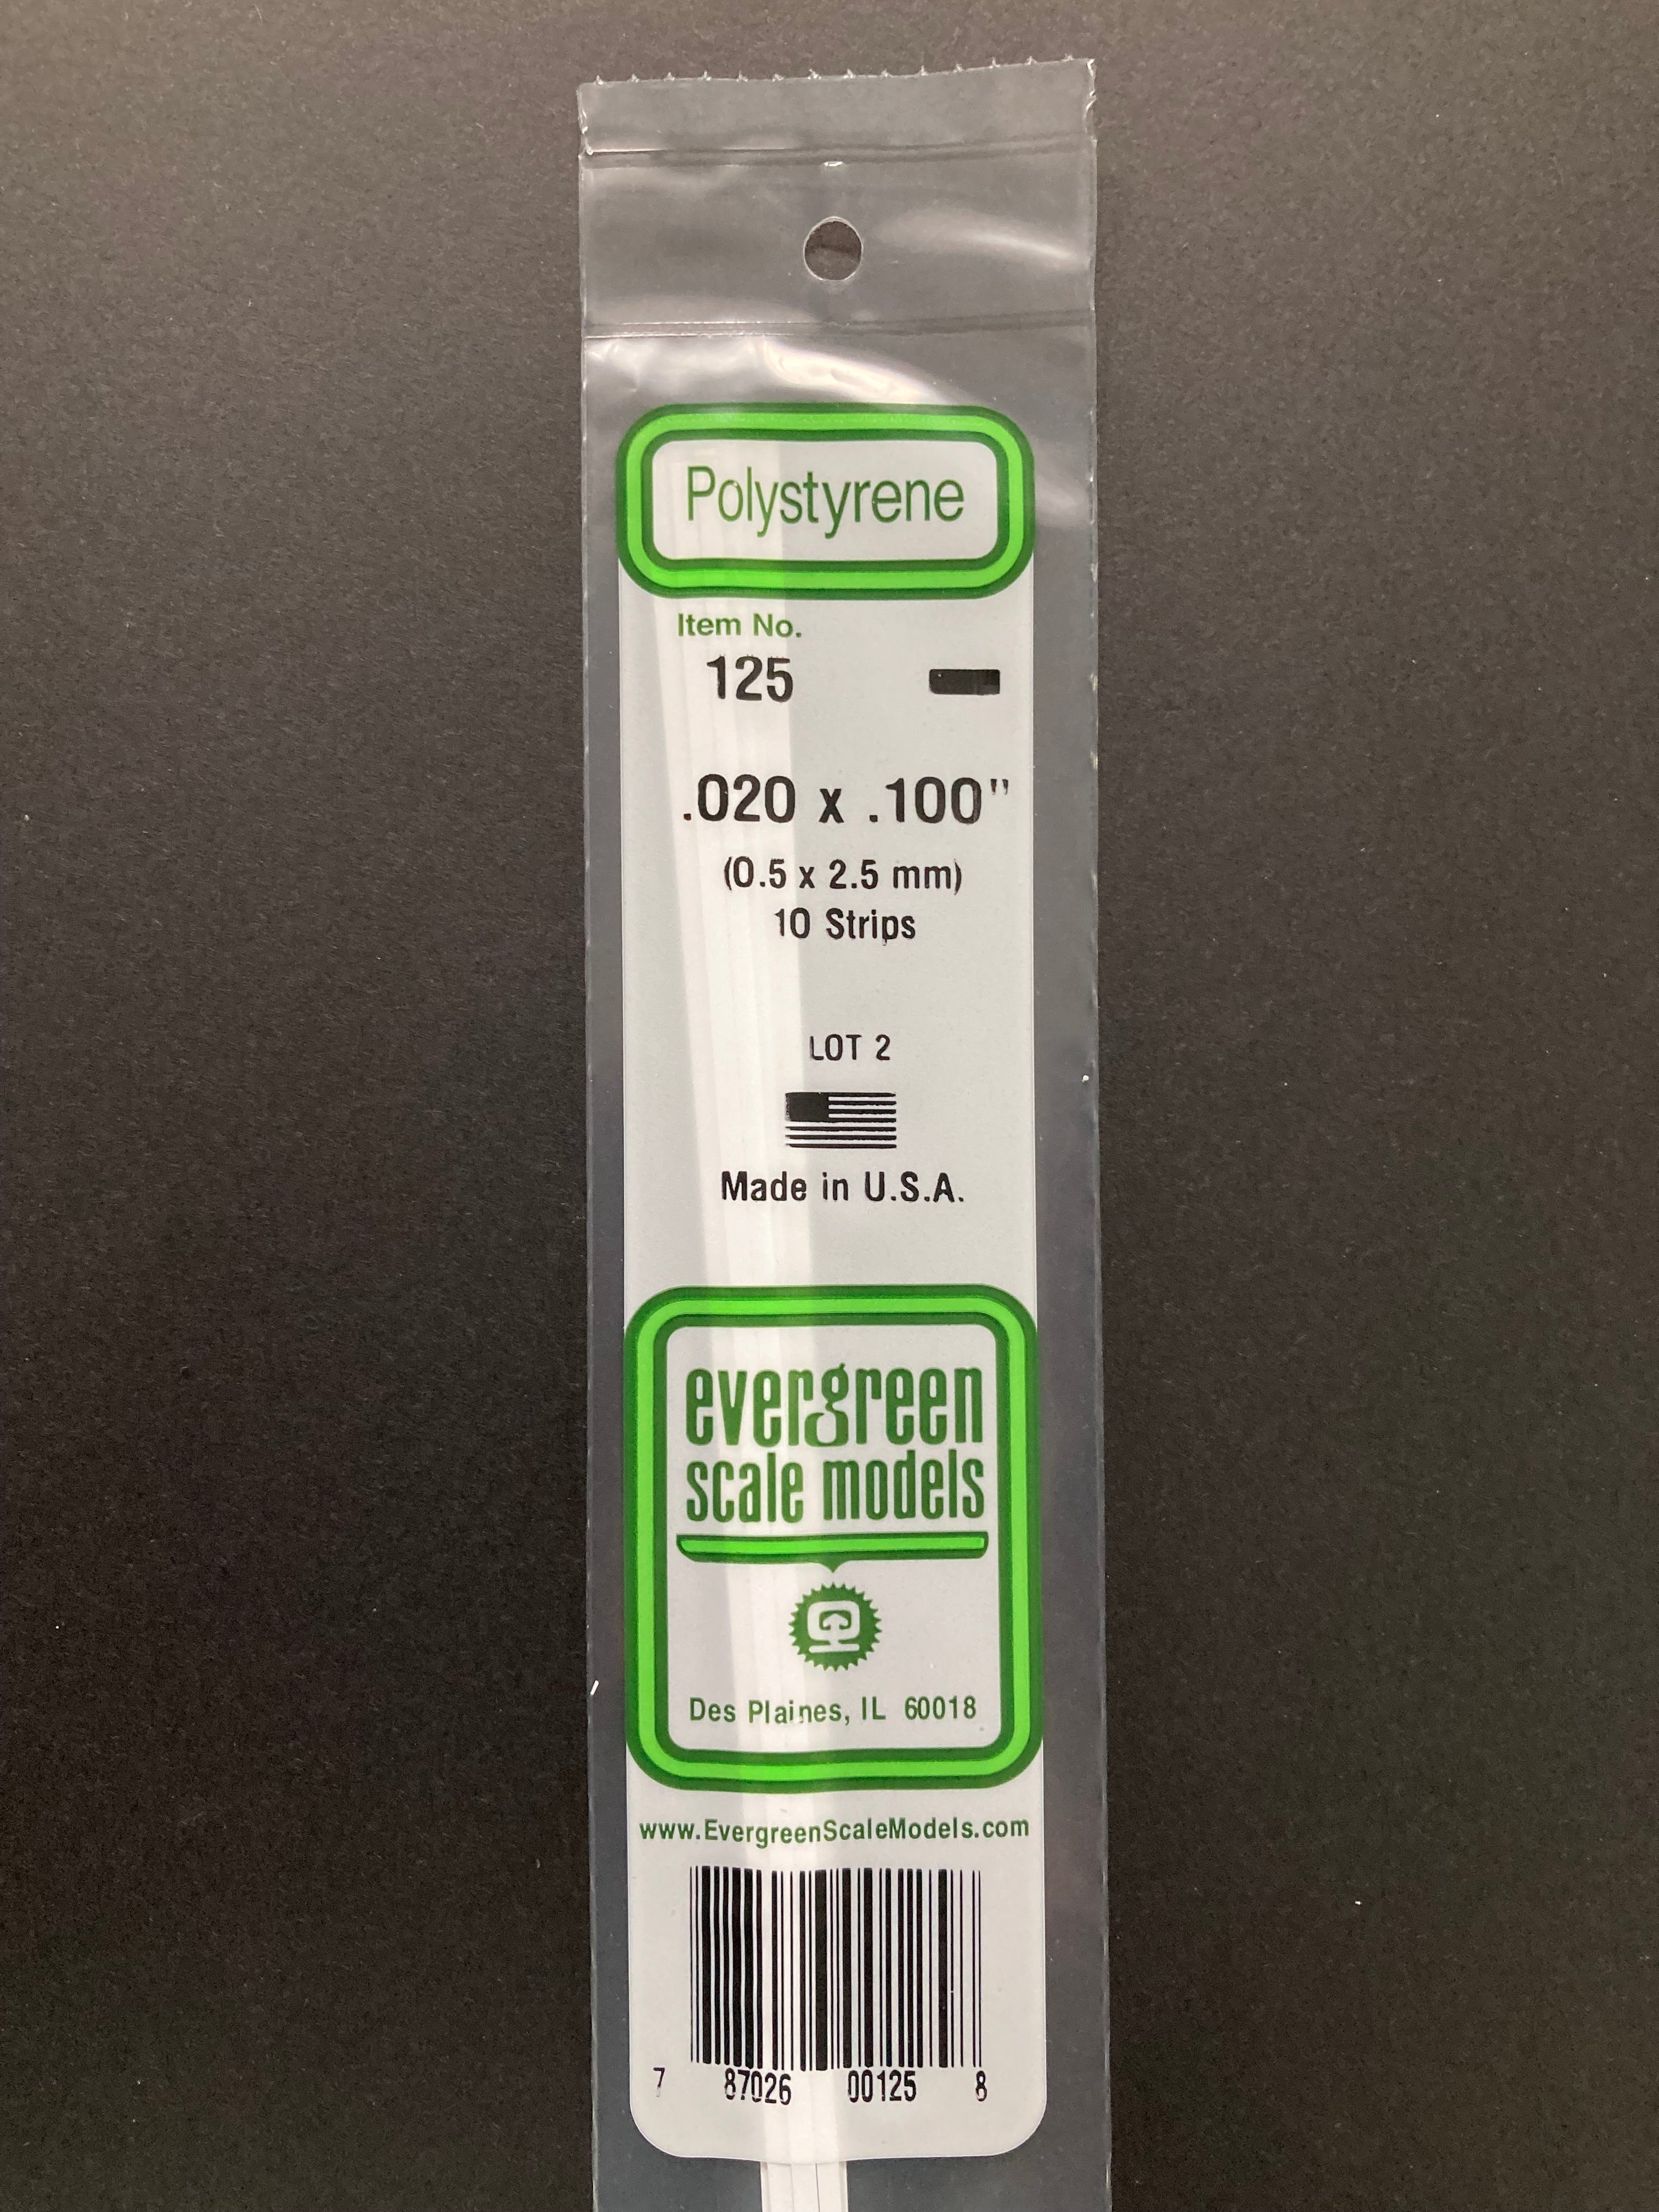 Polystyrene
Item No.
125
.020 x .100"
(0.5 x 2.5 mm)
10 Strips
LOT 2
Made in U.S.A.
evergreen
scale models
Des Plaines, IL 60018
www.EvergreenScaleModels.com
7 87026 00125 8